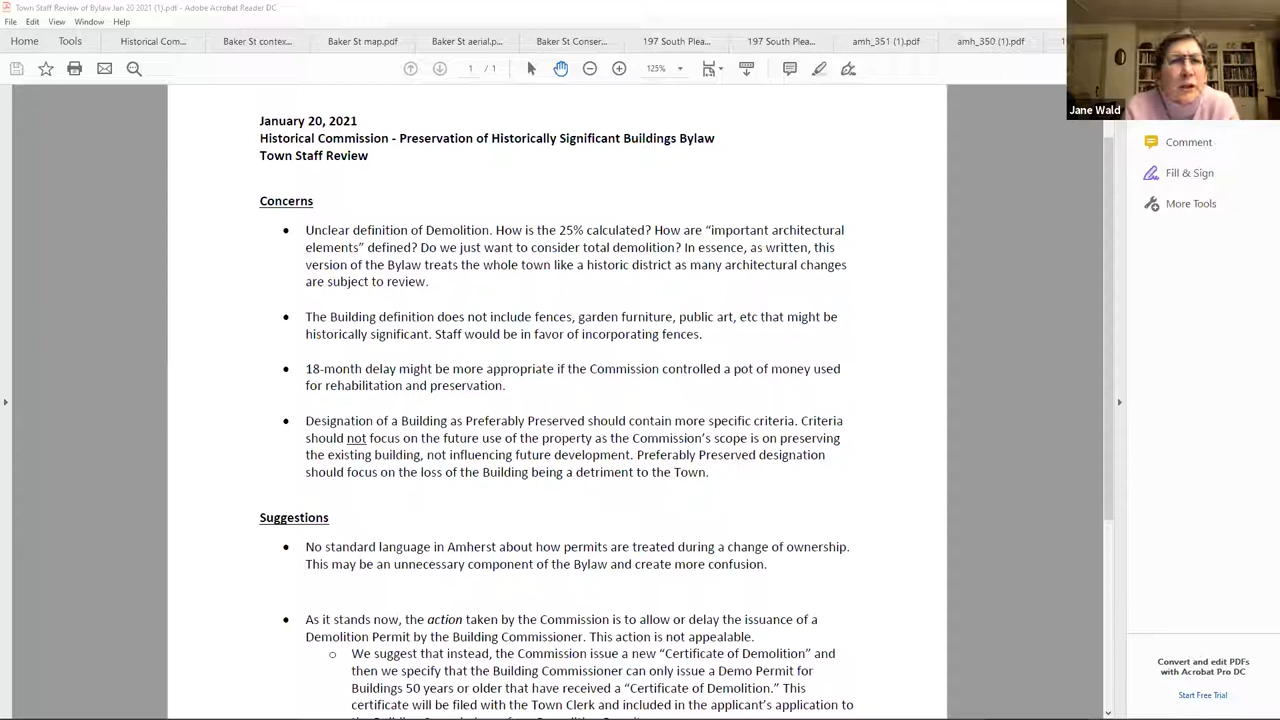 Town Staff Review of Bylaw Jan 20 2021 (1).pdf - Adobe Acrobat Reader DC
File Edit View Window Help
Home Tools Historical Com... Baker St contex... Baker St map.pdf Baker St aerial.p... Baker St Conser... 197 South Plea... 197 South Plea... amh_351 (1).pdf amh_350 (1).pdf
125%
Jane Wald
January 20, 2021
Historical Commission - Preservation of Historically Significant Buildings Bylaw
Town Staff Review
Concerns
• Unclear definition of Demolition. How is the 25% calculated? How are “important architectural
elements” defined? Do we just want to consider total demolition? In essence, as written, this
version of the Bylaw treats the whole town like a historic district as many architectural changes
are subject to review.
• The Building definition does not include fences, garden furniture, public art, etc that might be
historically significant. Staff would be in favor of incorporating fences.
• 18-month delay might be more appropriate if the Commission controlled a pot of money used
for rehabilitation and preservation.
• Designation of a Building as Preferably Preserved should contain more specific criteria. Criteria
should not focus on the future use of the property as the Commission’s scope is on preserving
the existing building, not influencing future development. Preferably Preserved designation
should focus on the loss of the Building being a detriment to the Town.
Suggestions
• No standard language in Amherst about how permits are treated during a change of ownership.
This may be an unnecessary component of the Bylaw and create more confusion.
• As it stands now, the action taken by the Commission is to allow or delay the issuance of a
Demolition Permit by the Building Commissioner. This action is not appealable.
o We suggest that instead, the Commission issue a new “Certificate of Demolition” and
then we specify that the Building Commissioner can only issue a Demo Permit for
Buildings 50 years or older that have received a “Certificate of Demolition.” This
certificate will be filed with the Town Clerk and included in the applicant’s application to
Comment
Fill & Sign
More Tools
Convert and edit PDFs
with Acrobat Pro DC
Start Free Trial